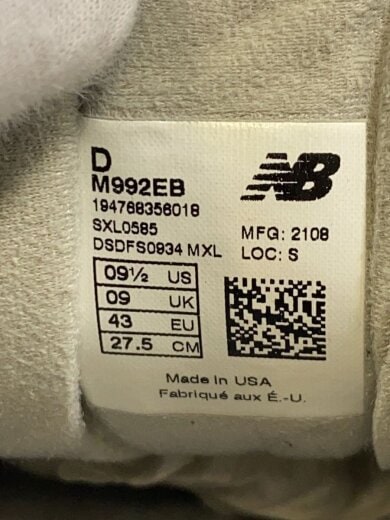 D
M992EB
194768356018
SXL0585
DSDFS0934 MXL
NB
MFG: 2108
LOC: S
09½ US
09 UK
43 EU
27.5 CM
Made in USA
Fabriqué aux É.-U.